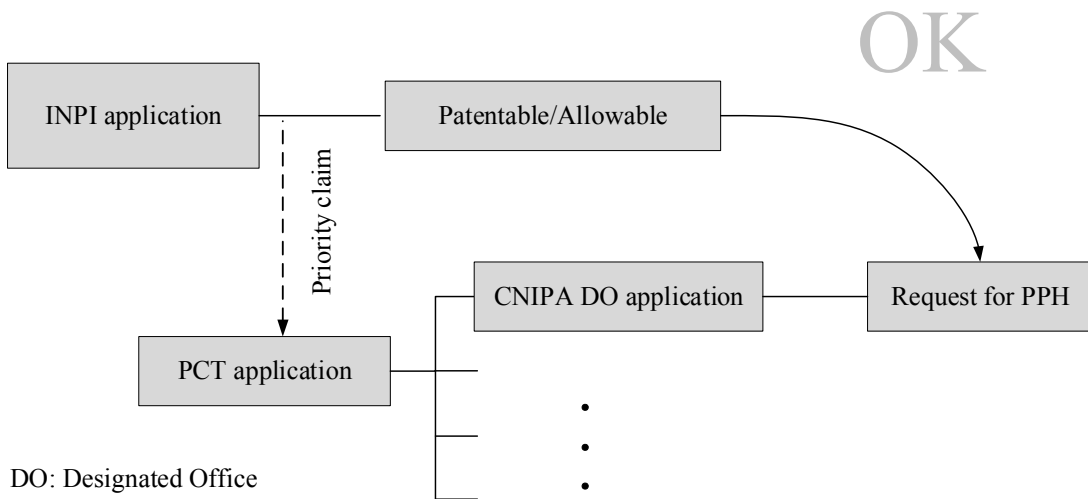 OK
INPI application
Patentable/Allowable
Priority claim
CNIPA DO application
Request for PPH
PCT application
DO: Designated Office